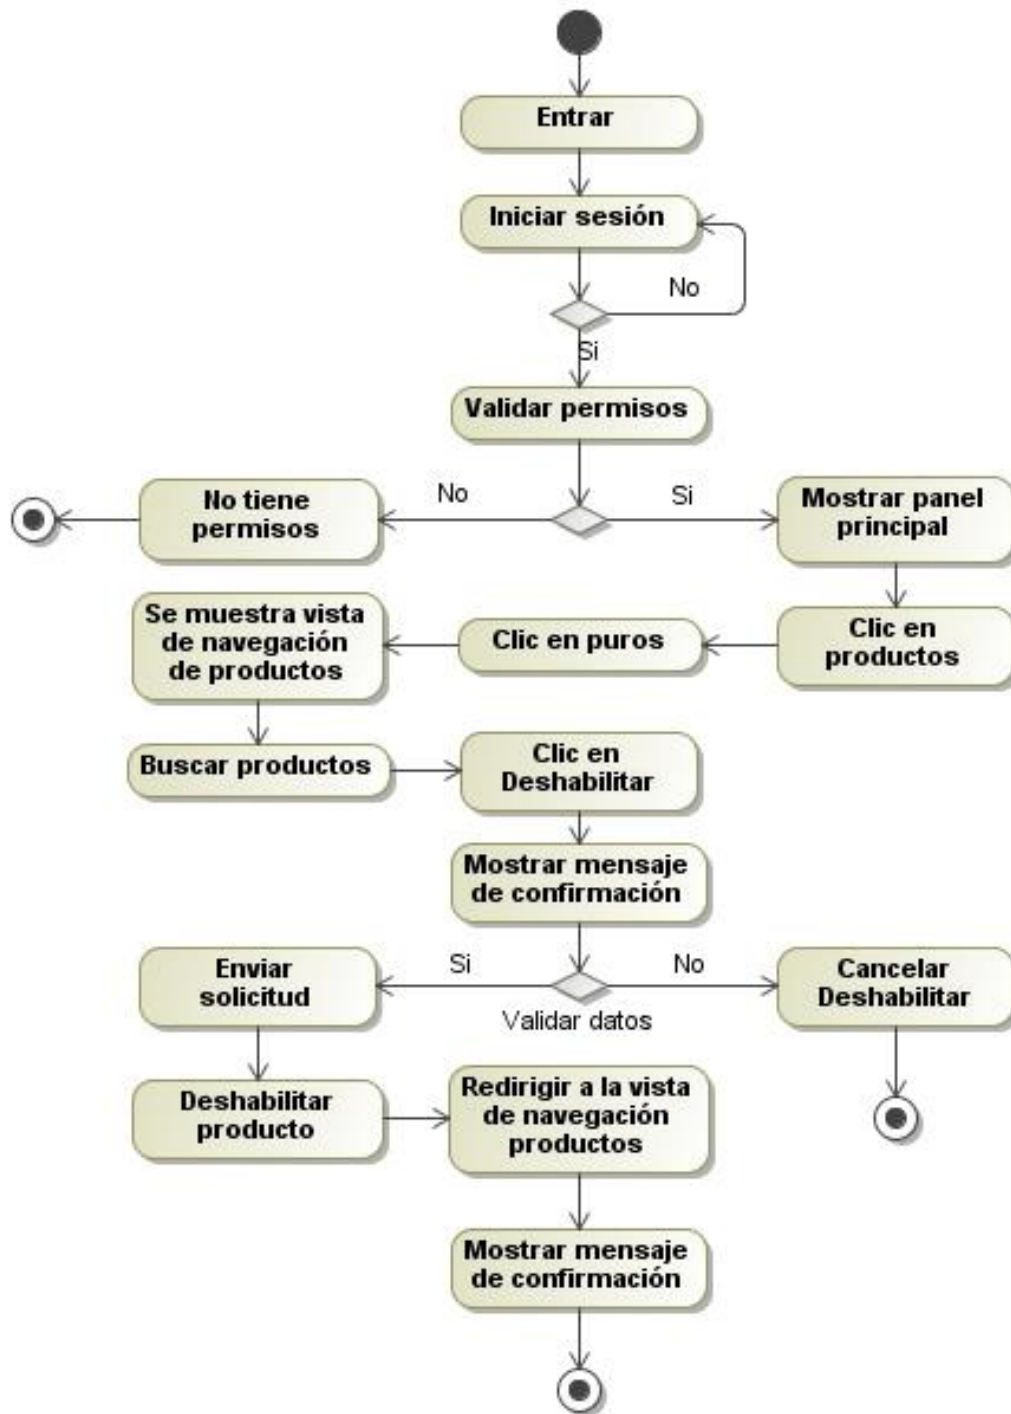 Entrar
Iniciar sesión
No
Si
Validar permisos
No tiene
permisos
No
Si
Mostrar panel
principal
Se muestra vista
de navegación
de productos
Clic en puros
Clic en
productos
Buscar productos
Clic en
Deshabilitar
Mostrar mensaje
de confirmación
Enviar
solicitud
Si
No
Validar datos
Cancelar
Deshabilitar
Deshabilitar
producto
Redirigir a la vista
de navegación
productos
Mostrar mensaje
de confirmación